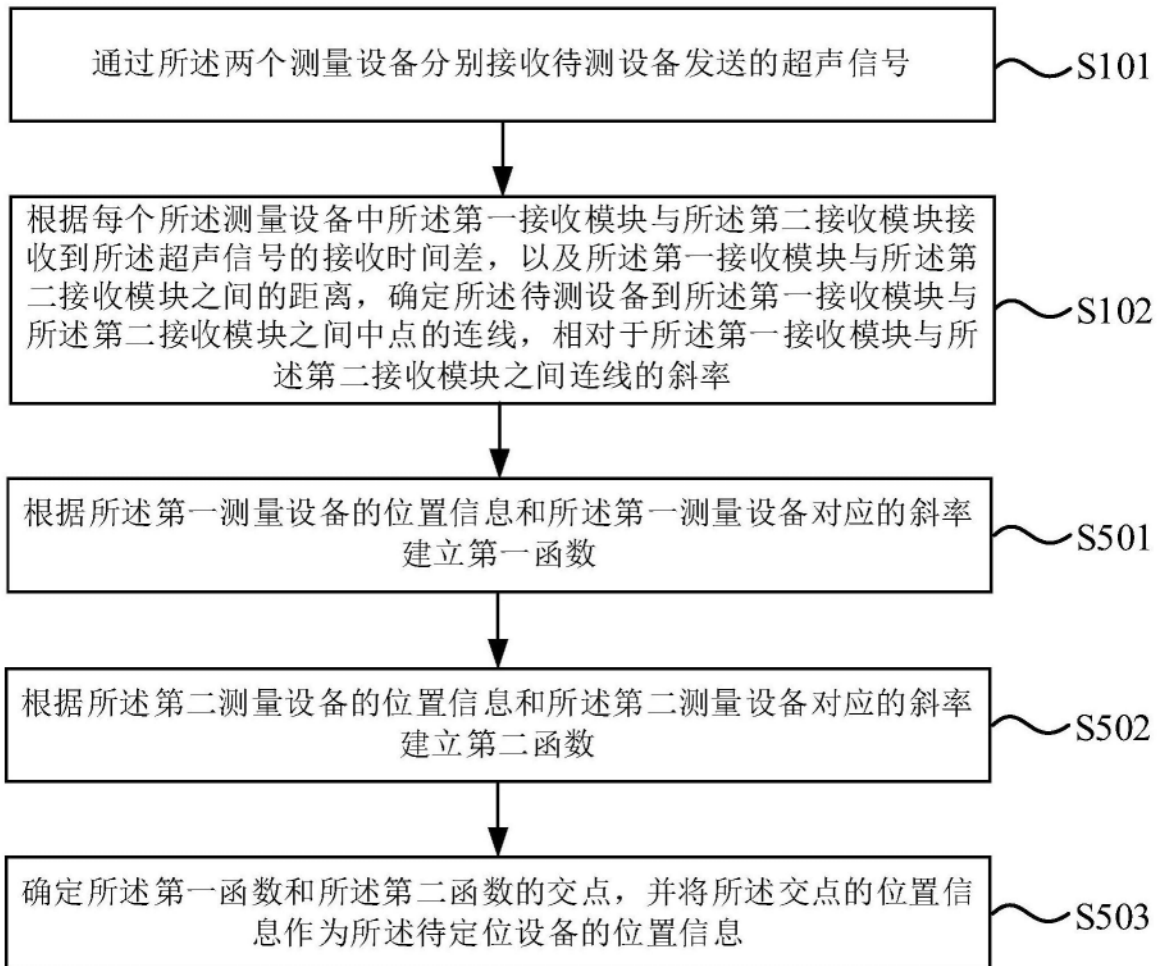 通过所述两个测量设备分别接收待测设备发送的超声信号
S101
根据每个所述测量设备中所述第一接收模块与所述第二接收模块接
收到所述超声信号的接收时间差，以及所述第一接收模块与所述第
二接收模块之间的距离，确定所述待测设备到所述第一接收模块与
所述第二接收模块之间中点的连线，相对于所述第一接收模块与所
述第二接收模块之间连线的斜率
S102
根据所述第一测量设备的位置信息和所述第一测量设备对应的斜率
建立第一函数
S501
根据所述第二测量设备的位置信息和所述第二测量设备对应的斜率
建立第二函数
S502
确定所述第一函数和所述第二函数的交点，并将所述交点的位置信
息作为所述待定位设备的位置信息
S503